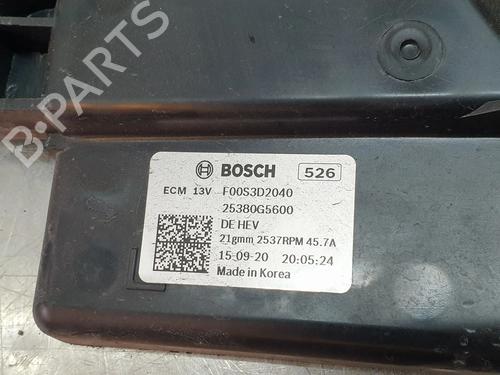 B-PARTS
BOSCH 526
ECM 13V F00S3D2040
25380G5600
DE HEV
21gmm 2537RPM 45.7A
15-09-20 20:05:24
Made in Korea